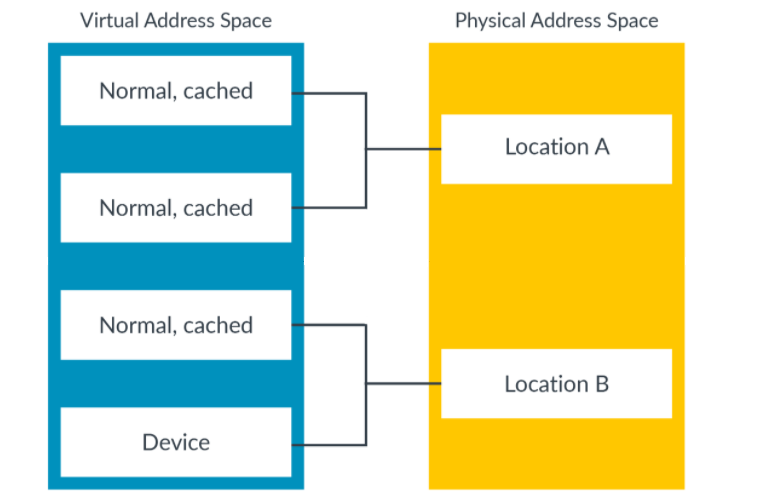 Virtual Address Space
Physical Address Space
Normal, cached
Location A
Normal, cached
Normal, cached
Location B
Device